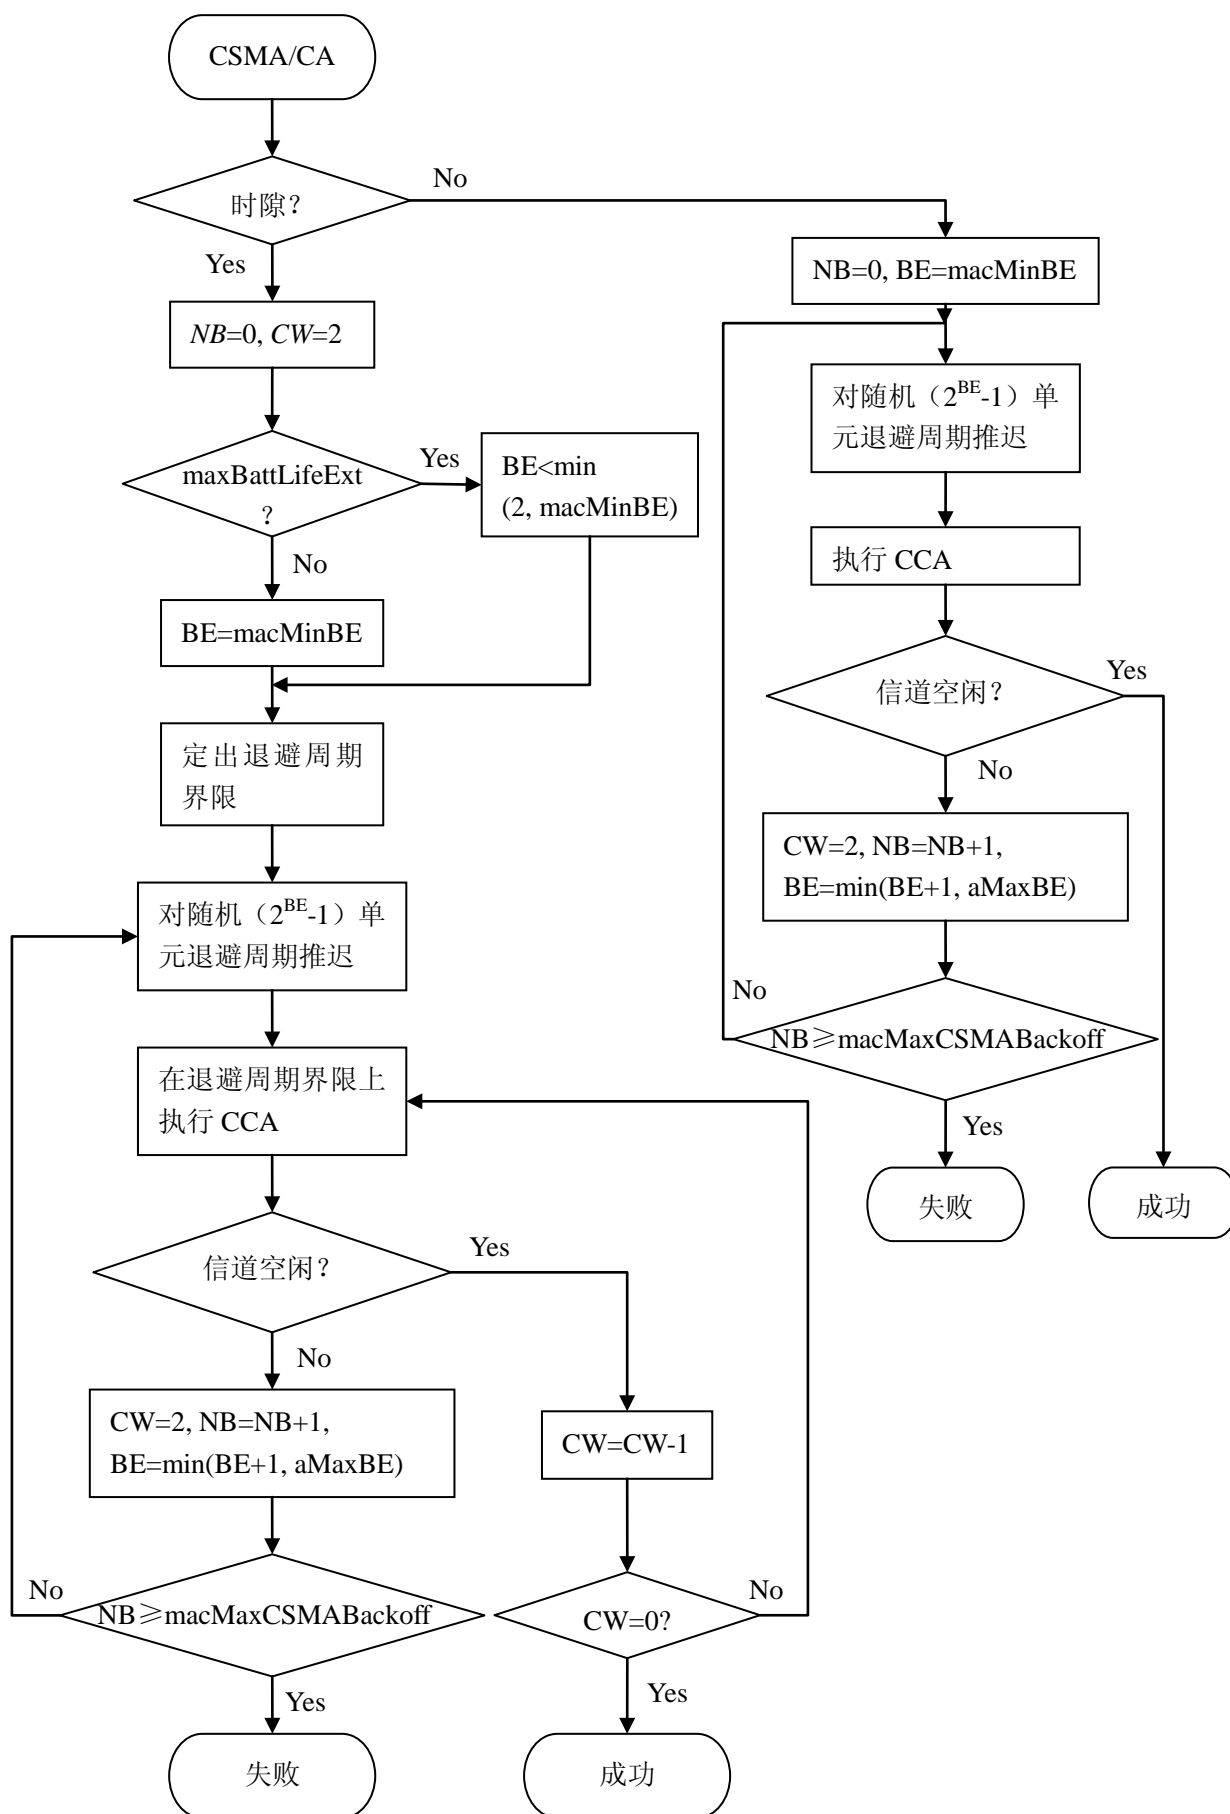 CSMA/CA
时隙?
No
Yes
NB=0, CW=2
maxBattLifeExt
?
Yes
BE<min
(2, macMinBE)
No
BE=macMinBE
定出退避周期
界限
对随机（2^BE-1）单
元退避周期推迟
在退避周期界限上
执行 CCA
信道空闲?
Yes
No
CW=2, NB=NB+1,
BE=min(BE+1, aMaxBE)
CW=CW-1
No
NB≥macMaxCSMABackoff
CW=0?
No
Yes
Yes
失败
成功
NB=0, BE=macMinBE
对随机（2^BE-1）单
元退避周期推迟
执行 CCA
信道空闲?
Yes
No
CW=2, NB=NB+1,
BE=min(BE+1, aMaxBE)
No
NB≥macMaxCSMABackoff
Yes
失败
成功